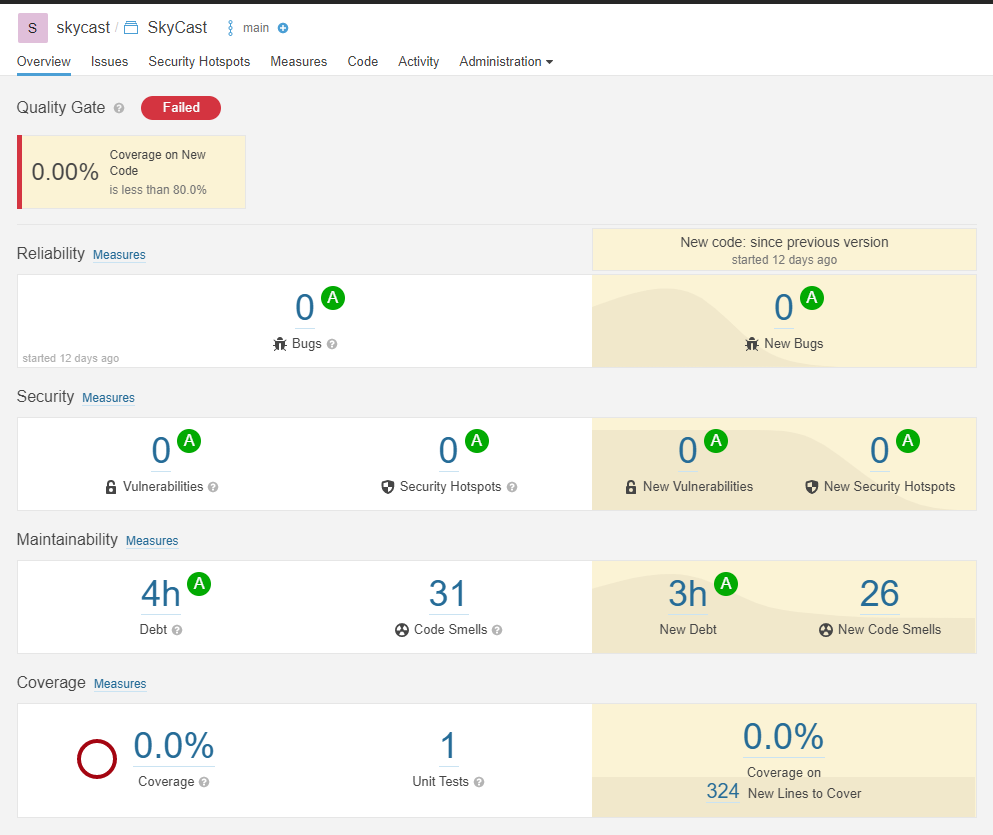 S skycast / SkyCast main
Overview Issues Security Hotspots Measures Code Activity Administration
Quality Gate ? Failed
0.00% Coverage on New
Code
is less than 80.0%
New code: since previous version
started 12 days ago
Reliability Measures
0 A
Bugs ?
started 12 days ago
0 A
New Bugs
Security Measures
0 A
Vulnerabilities ?
0 A
Security Hotspots ?
0 A
New Vulnerabilities
0 A
New Security Hotspots
Maintainability Measures
4h A
Debt ?
31
Code Smells ?
3h A
New Debt
26
New Code Smells
Coverage Measures
0.0%
Coverage ?
1
Unit Tests ?
0.0%
Coverage on
324 New Lines to Cover